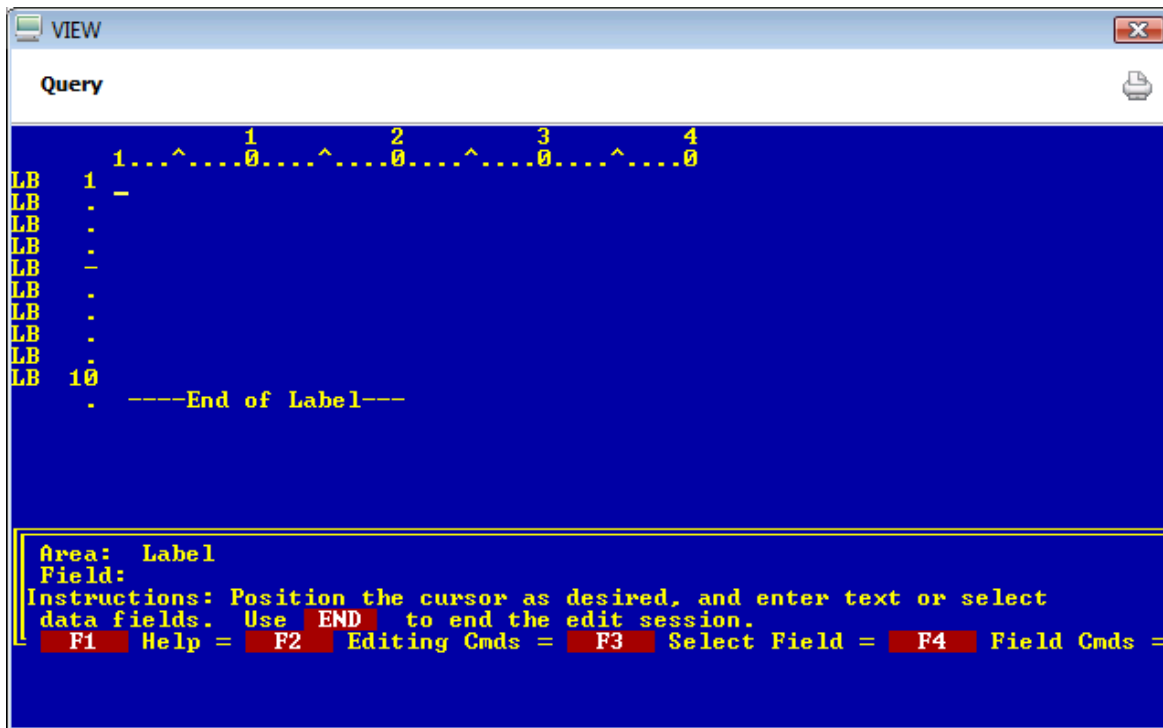 VIEW
Query
1 2 3 4
1...^....0....^....0....^....0....^....0
LB 1 _
LB .
LB .
LB .
LB -
LB .
LB .
LB .
LB .
LB 10
. ----End of Label---
Area: Label
Field:
Instructions: Position the cursor as desired, and enter text or select
data fields. Use END to end the edit session.
F1 Help = F2 Editing Cmds = F3 Select Field = F4 Field Cmds =